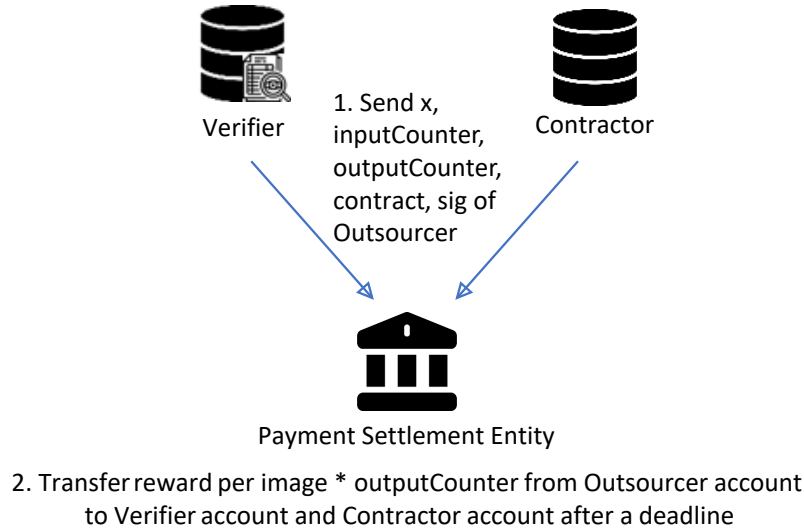 Verifier
1. Send x,
inputCounter,
outputCounter,
contract, sig of
Outsourcer
Contractor
Payment Settlement Entity
2. Transfer reward per image * outputCounter from Outsourcer account
to Verifier account and Contractor account after a deadline